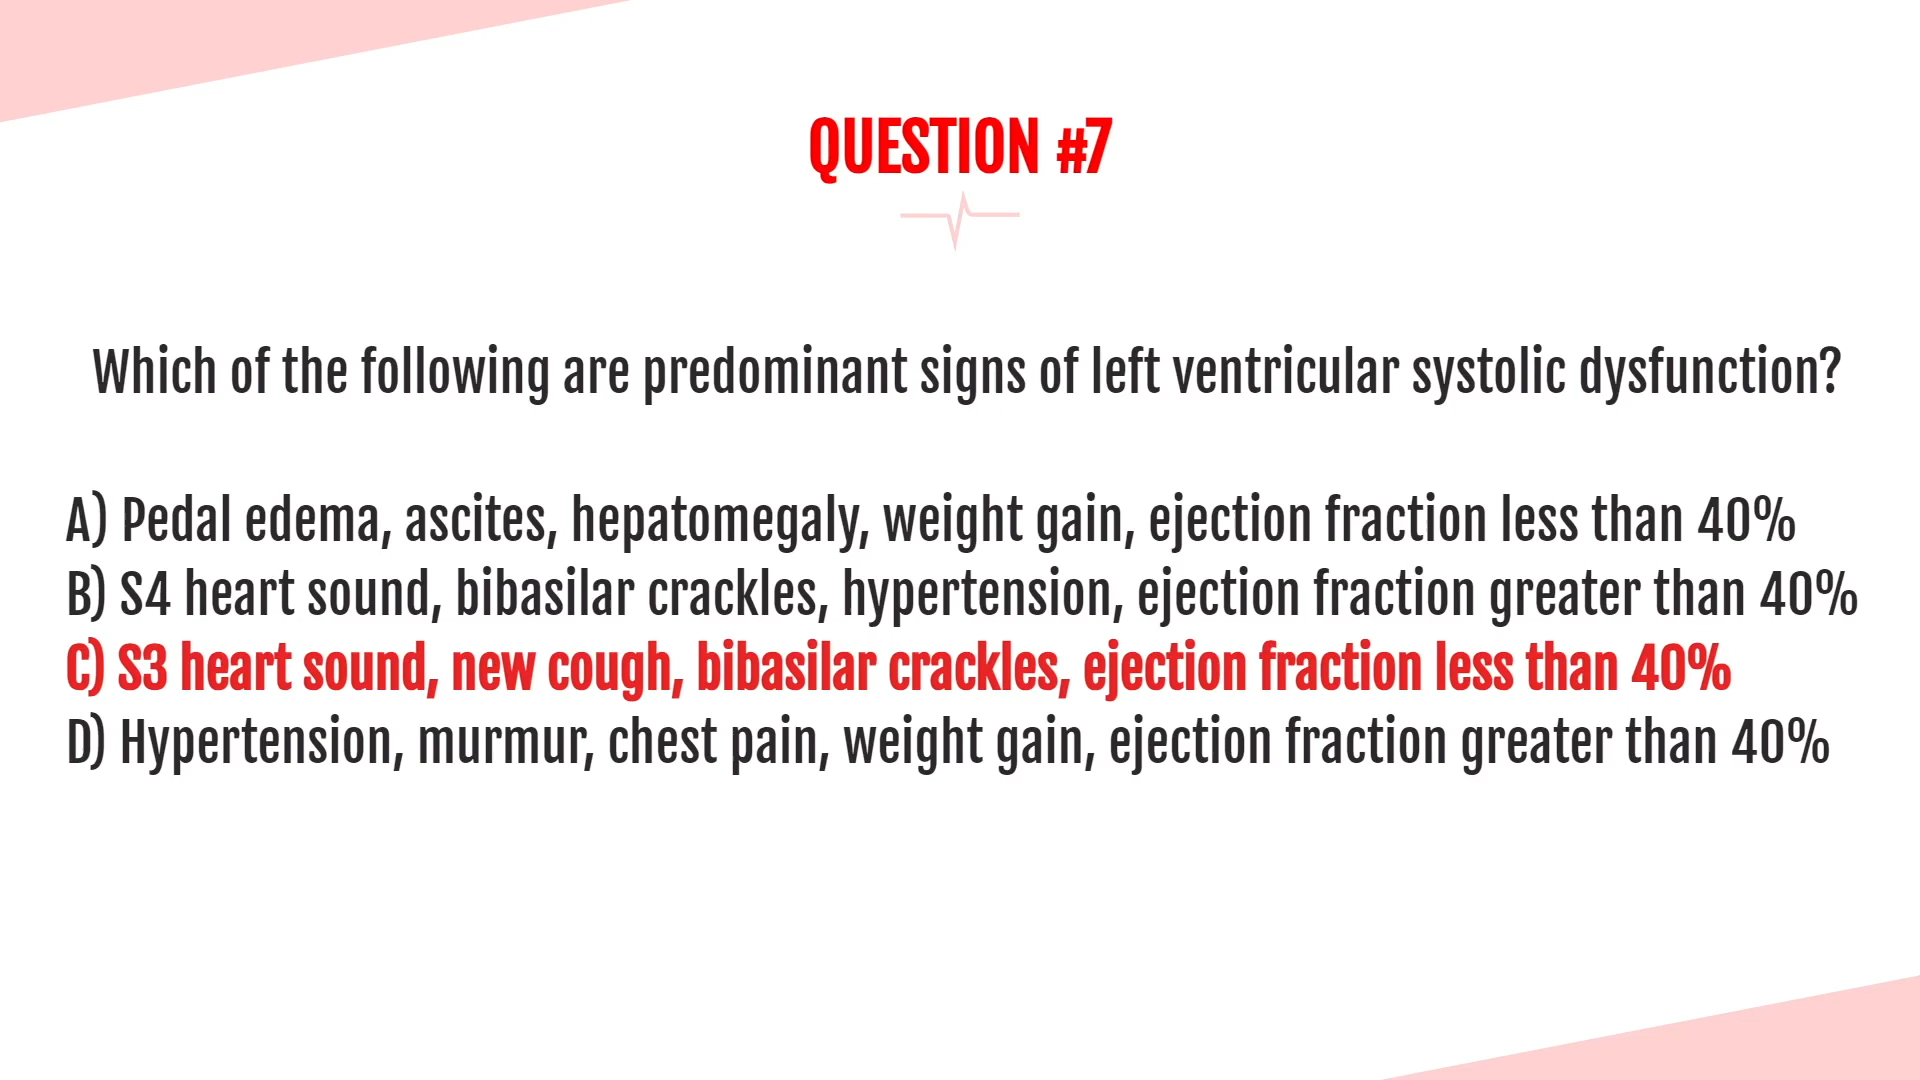 QUESTION #7
Which of the following are predominant signs of left ventricular systolic dysfunction?
A) Pedal edema, ascites, hepatomegaly, weight gain, ejection fraction less than 40%
B) S4 heart sound, bibasilar crackles, hypertension, ejection fraction greater than 40%
C) S3 heart sound, new cough, bibasilar crackles, ejection fraction less than 40%
D) Hypertension, murmur, chest pain, weight gain, ejection fraction greater than 40%